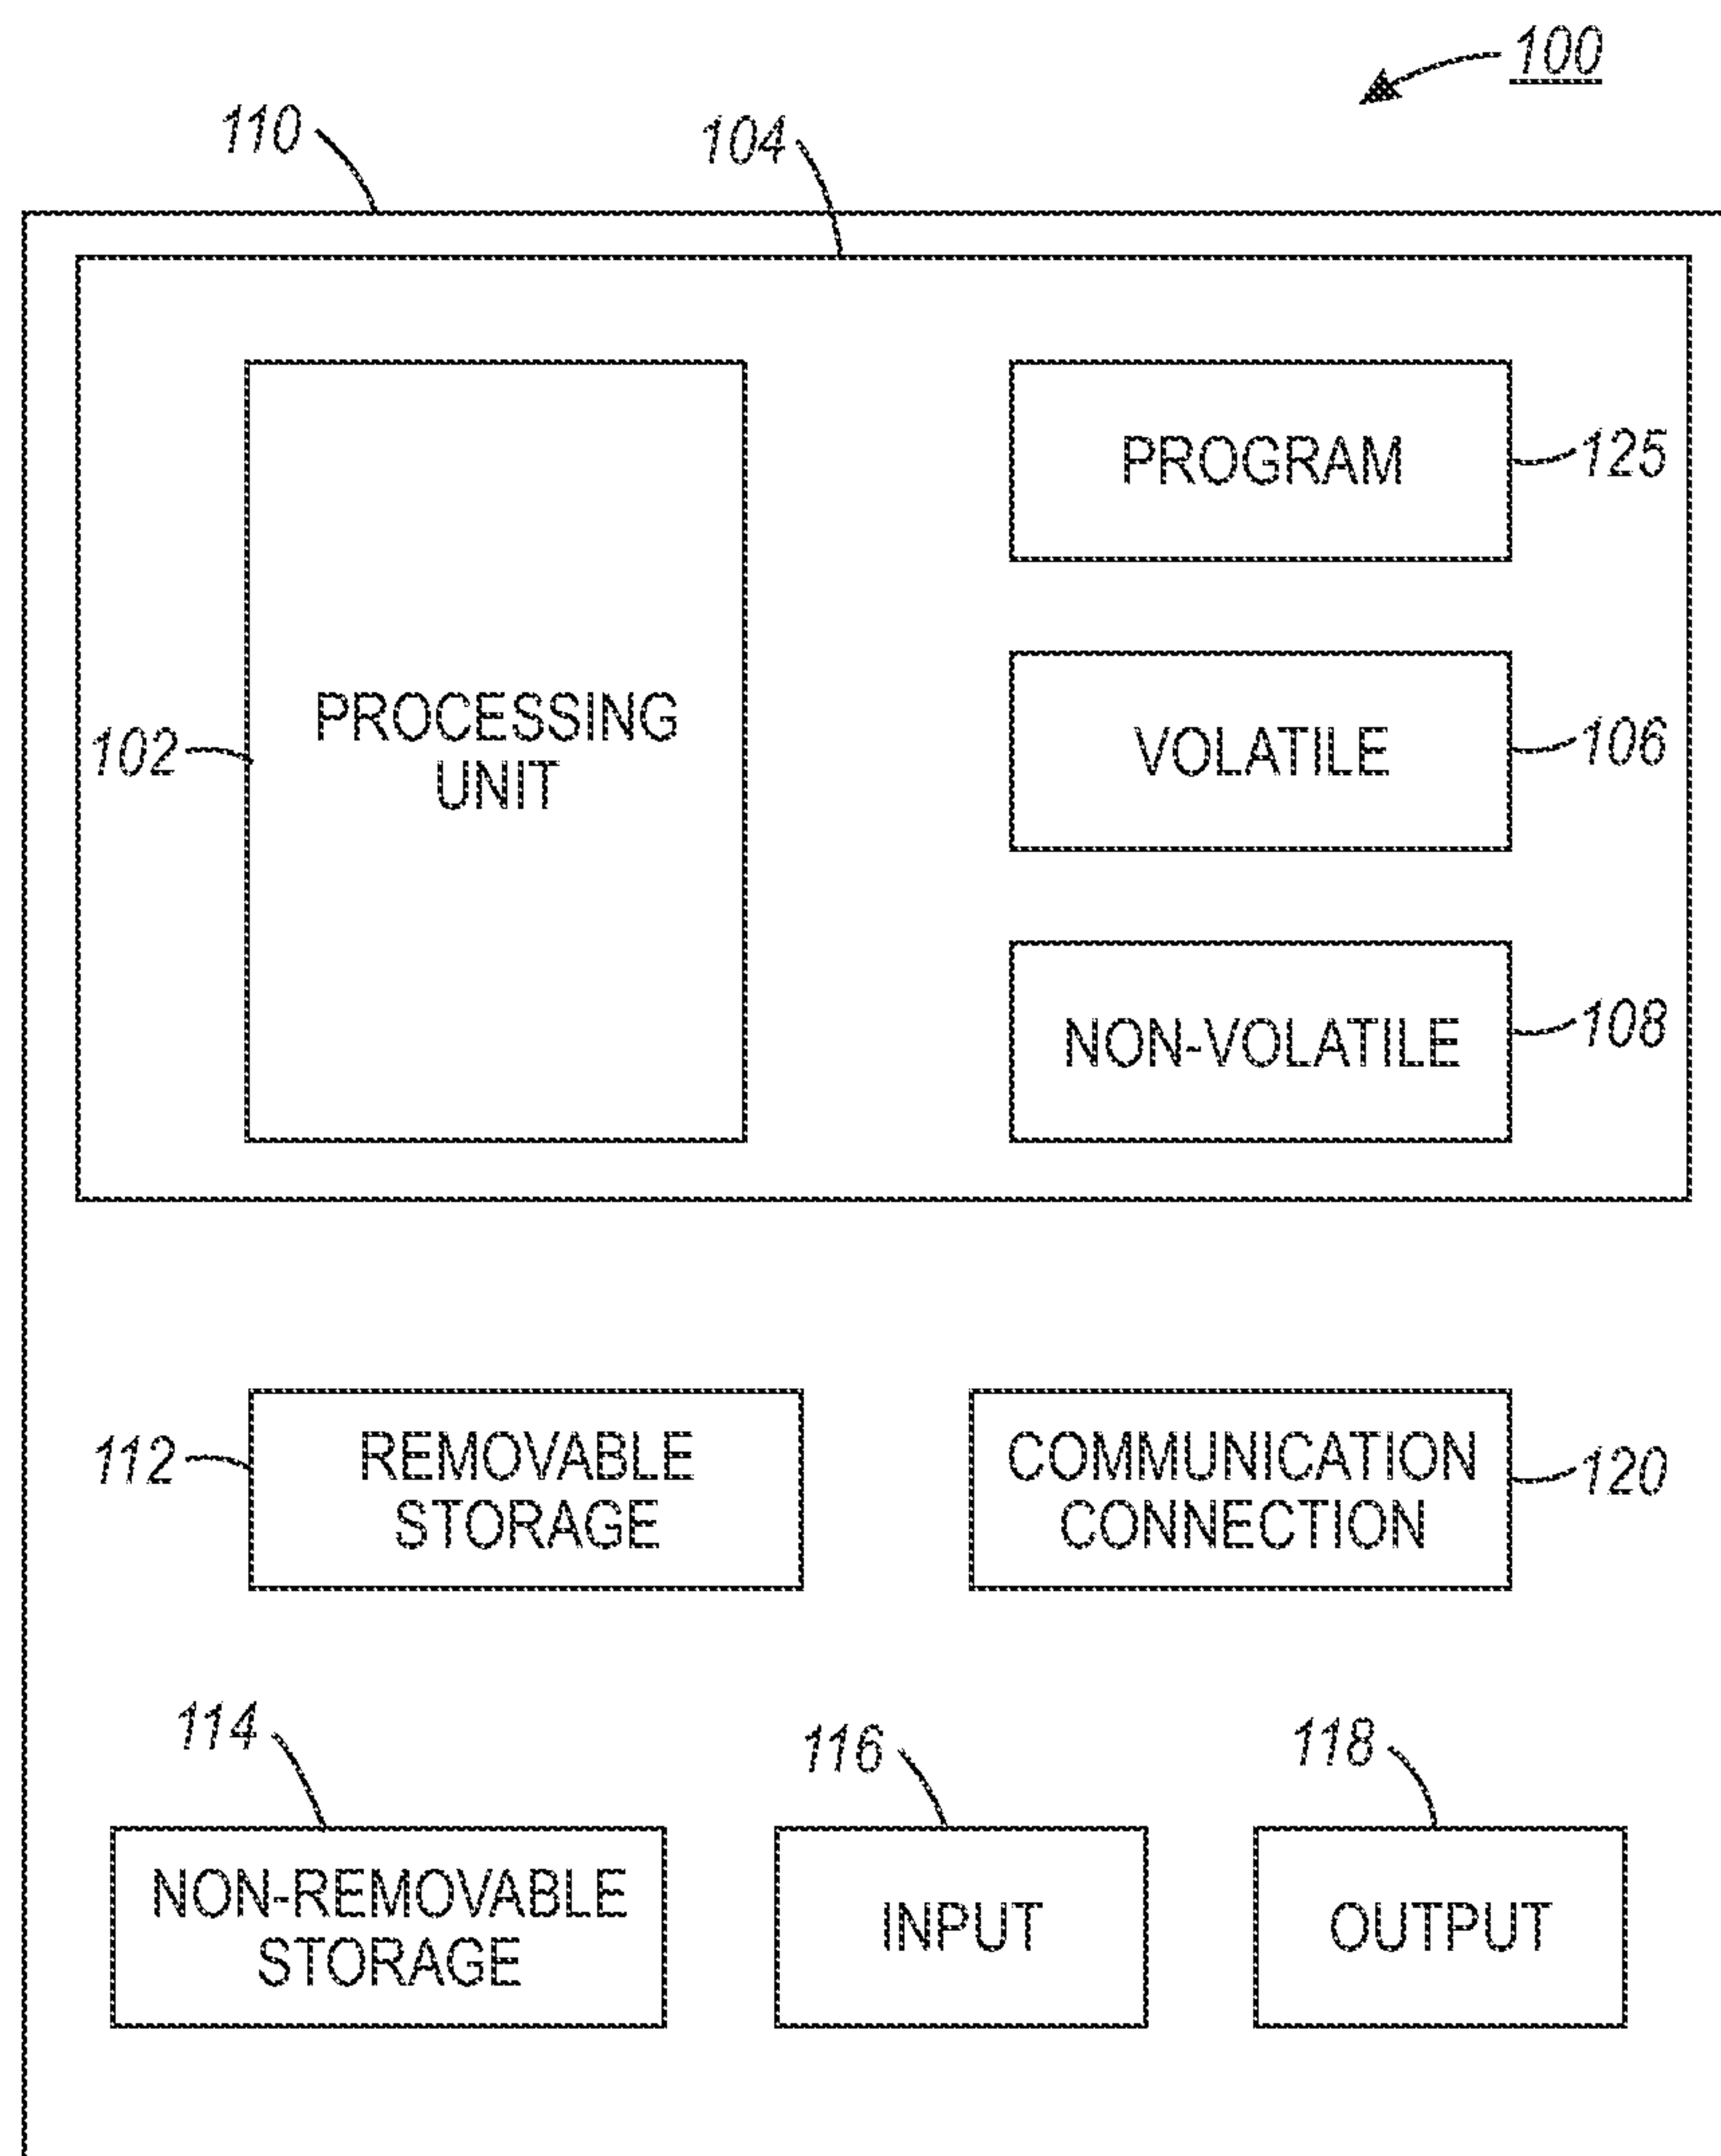 100
110
104
PROGRAM
125
102
PROCESSING
UNIT
VOLATILE
106
NON-VOLATILE
108
112
REMOVABLE
STORAGE
COMMUNICATION
CONNECTION
120
114
116
118
NON-REMOVABLE
STORAGE
INPUT
OUTPUT